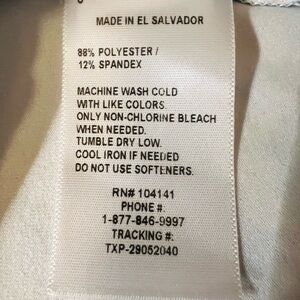 MADE IN EL SALVADOR
88% POLYESTER /
12% SPANDEX
MACHINE WASH COLD
WITH LIKE COLORS.
ONLY NON-CHLORINE BLEACH
WHEN NEEDED.
TUMBLE DRY LOW.
COOL IRON IF NEEDED
DO NOT USE SOFTENERS.
RN# 104141
PHONE #:
1-877-846-9997
TRACKING #:
TXP-29052040